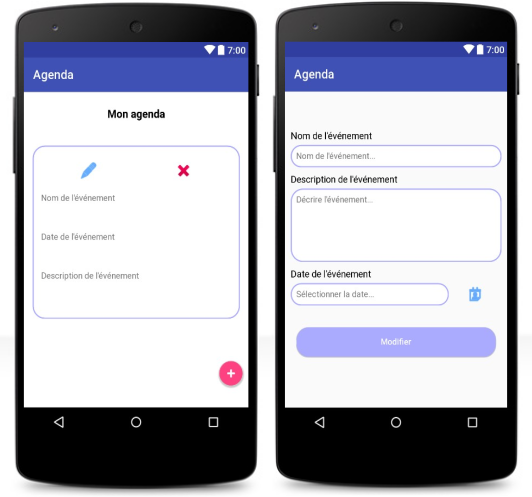 7:00
Agenda
Mon agenda
Nom de l'événement
Date de l'événement
Description de l'événement
+
7:00
Agenda
Nom de l'événement
Nom de l'événement...
Description de l'événement
Décrire l'événement...
Date de l'événement
Sélectionner la date...
Modifier